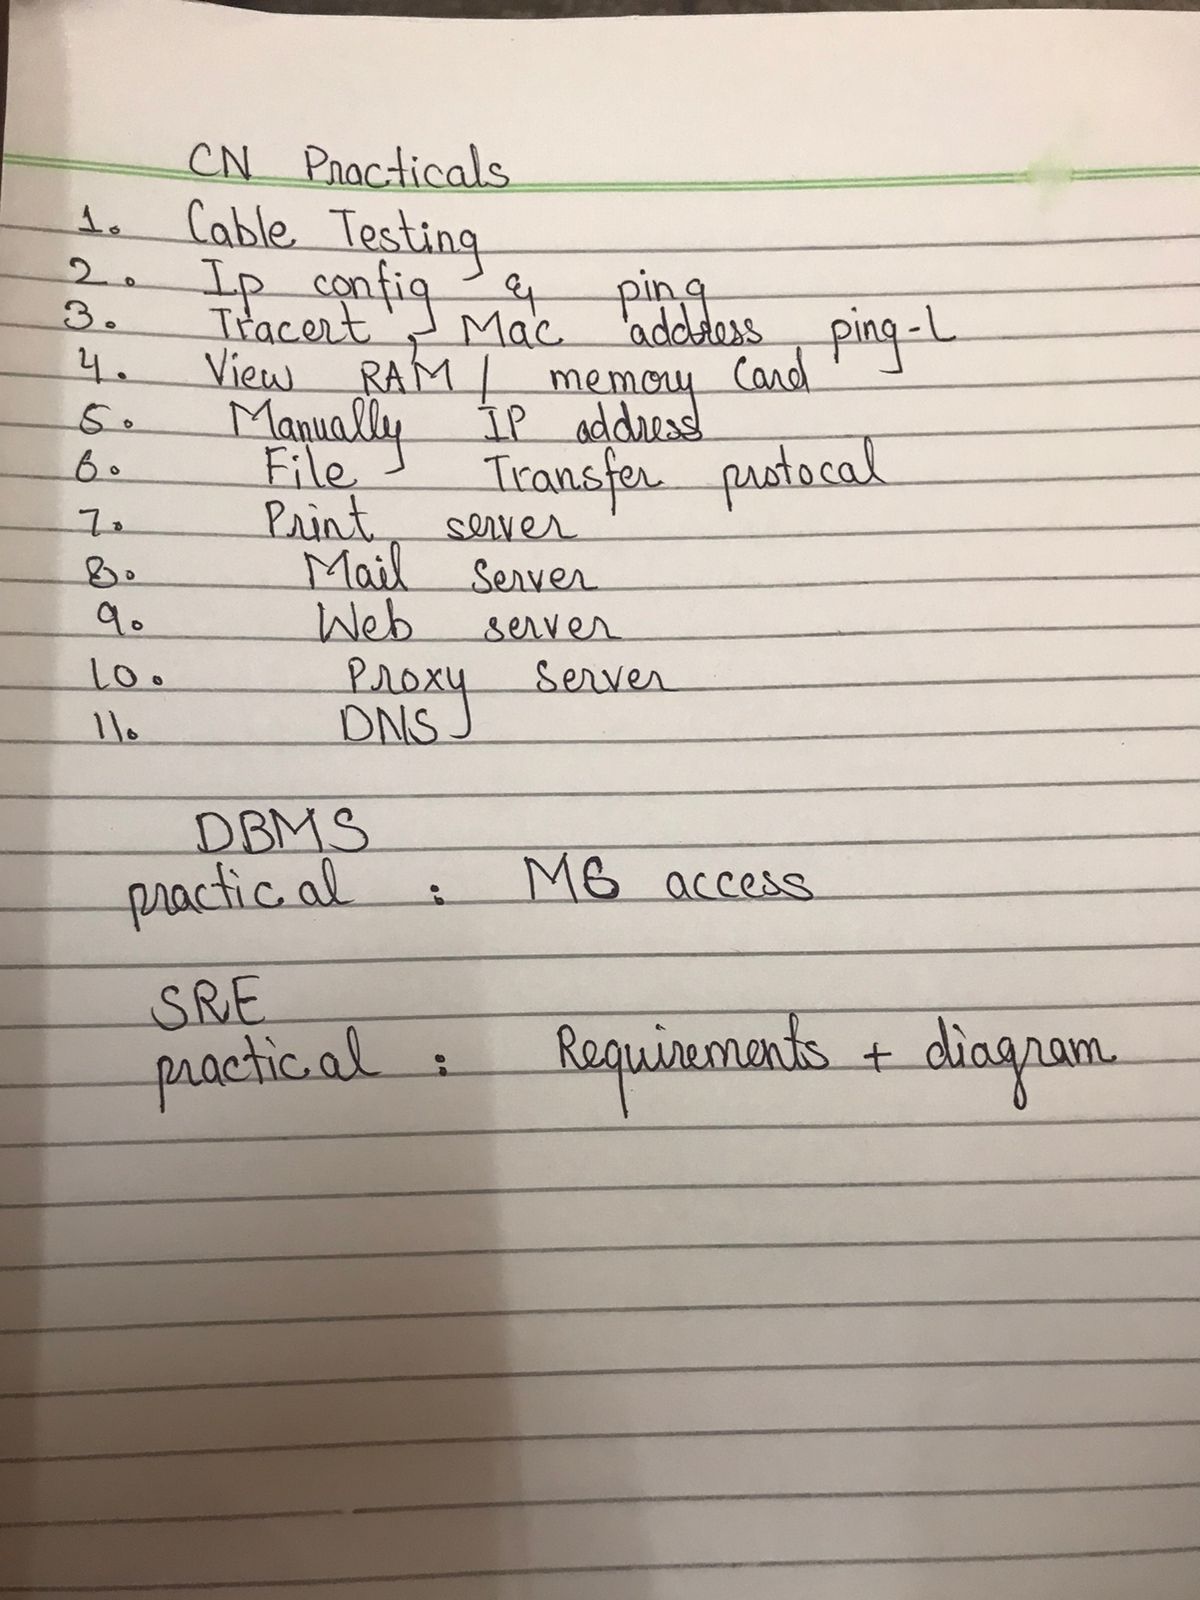 CN Practicals
1. Cable Testing
2. Ip config & ping
3. Tracert, Mac address, ping-L
4. View RAM / memory Card
5. Manually IP address
6. File Transfer protocal
7. Print server
8. Mail Server
9. Web server
10. Proxy Server
11. DNS
DBMS
practical : MS access
SRE
practical : Requirements + diagram